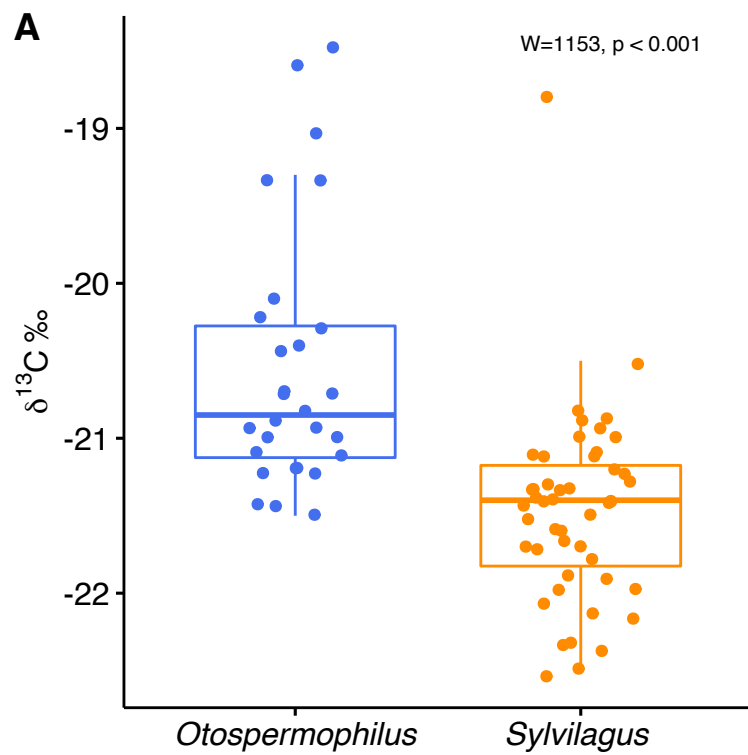 A
W=1153, p < 0.001
-19
-20
-21
-22
δ¹³C ‰
Otospermophilus
Sylvilagus